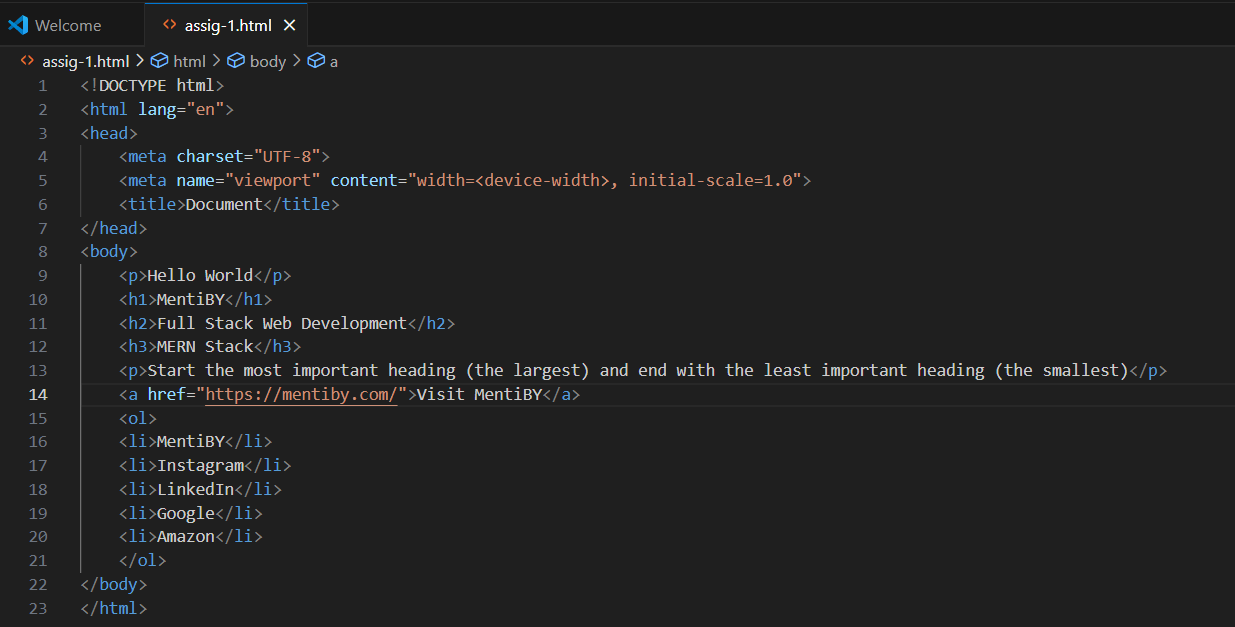 Welcome
<> assig-1.html ×
<> assig-1.html > html > body > a
1 <!DOCTYPE html>
2 <html lang="en">
3 <head>
4     <meta charset="UTF-8">
5     <meta name="viewport" content="width=<device-width>, initial-scale=1.0">
6     <title>Document</title>
7 </head>
8 <body>
9     <p>Hello World</p>
10     <h1>MentiBY</h1>
11     <h2>Full Stack Web Development</h2>
12     <h3>MERN Stack</h3>
13     <p>Start the most important heading (the largest) and end with the least important heading (the smallest)</p>
14     <a href="https://mentiby.com/">Visit MentiBY</a>
15     <ol>
16     <li>MentiBY</li>
17     <li>Instagram</li>
18     <li>LinkedIn</li>
19     <li>Google</li>
20     <li>Amazon</li>
21     </ol>
22 </body>
23 </html>